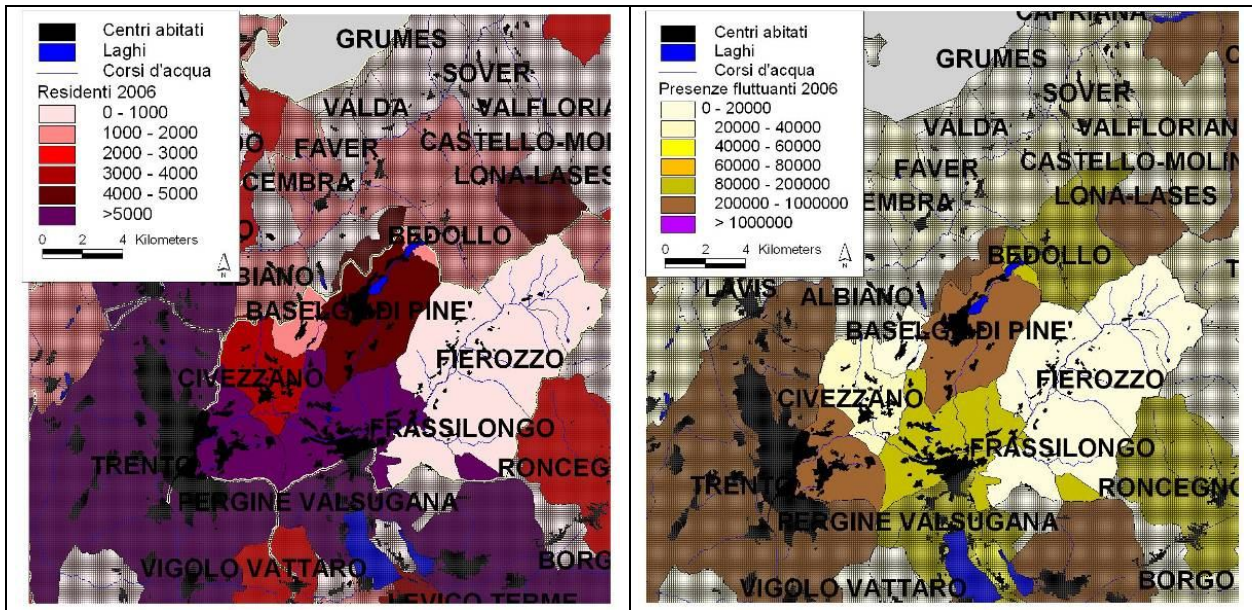 Centri abitati
Laghi
Corsi d'acqua
Residenti 2006
0 - 1000
1000 - 2000
2000 - 3000
3000 - 4000
4000 - 5000
>5000
0 2 4 Kilometers
N
GRUMES
SOVER
VALDA
VALFLORIA
FAVER
CASTELLO-MOL
CEMBRA
LONA-LASES
BEDOLLO
ALBIANO
BASELGA DI PINE'
FIEROZZO
CIVEZZANO
FRASSILONGO
TRENTO
RONCEG
PERGINE VALSUGANA
VIGOLO VATTARO
BORG
LEVICO TERME
Centri abitati
Laghi
Corsi d'acqua
Presenze fluttuanti 2006
0 - 20000
20000 - 40000
40000 - 60000
60000 - 80000
80000 - 200000
200000 - 1000000
> 1000000
0 2 4 Kilometers
N
CAPRIANA
GRUMES
SOVER
VALDA
VALFLORIAN
FAVER
CASTELLO-MOLIN
EMBRA
LONA-LASES
BEDOLLO
LAVIS
ALBIANO
BASELGA DI PINE'
FIEROZZO
CIVEZZANO
FRASSILONGO
TRENTO
RONCEGNO
PERGINE VALSUGANA
VIGOLO VATTARO
BORGO